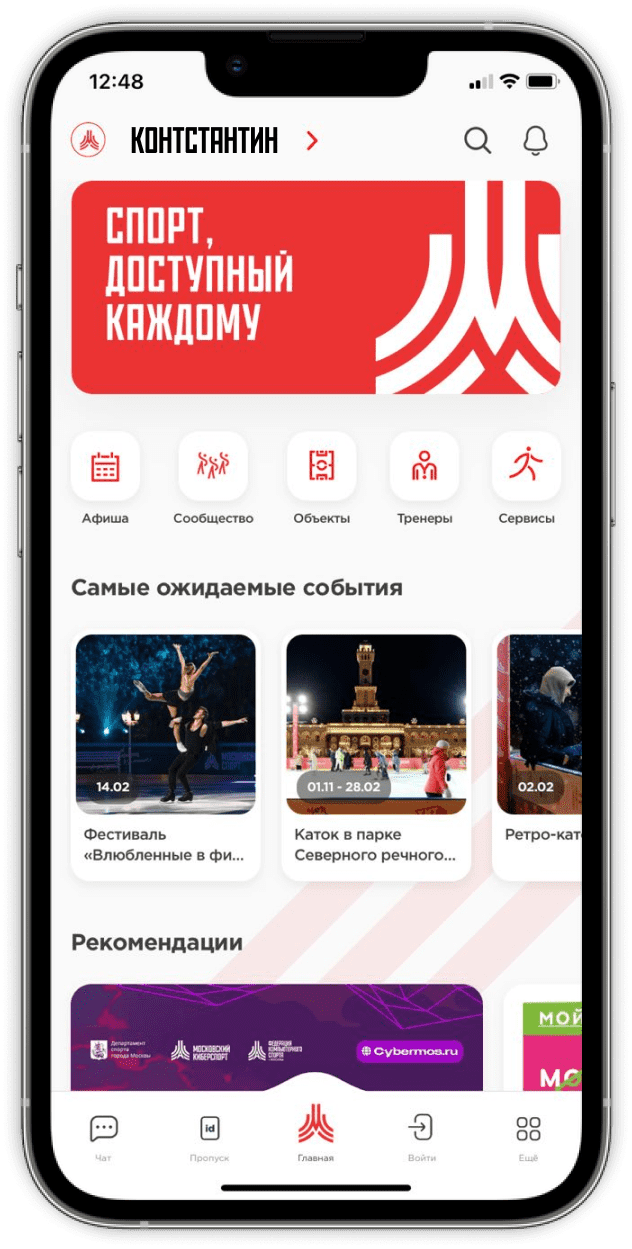 12:48
КОНТСТАНТИН
СПОРТ,
ДОСТУПНЫЙ
КАЖДОМУ
Афиша
Сообщество
Объекты
Тренеры
Сервисы
Самые ожидаемые события
14.02
01.11 - 28.02
02.02
Фестиваль
«Влюбленные в фи...
Каток в парке
Северного речного...
Ретро-кат
Рекомендации
Департамент
спорта
города Москвы
МОСКОВСКИЙ
КИБЕРСПОРТ
ФЕДЕРАЦИЯ
КОМПЬЮТЕРНОГО
СПОРТА
Cybermos.ru
МОЙ
МО
Чат
id
Пропуск
Главная
Войти
Ещё